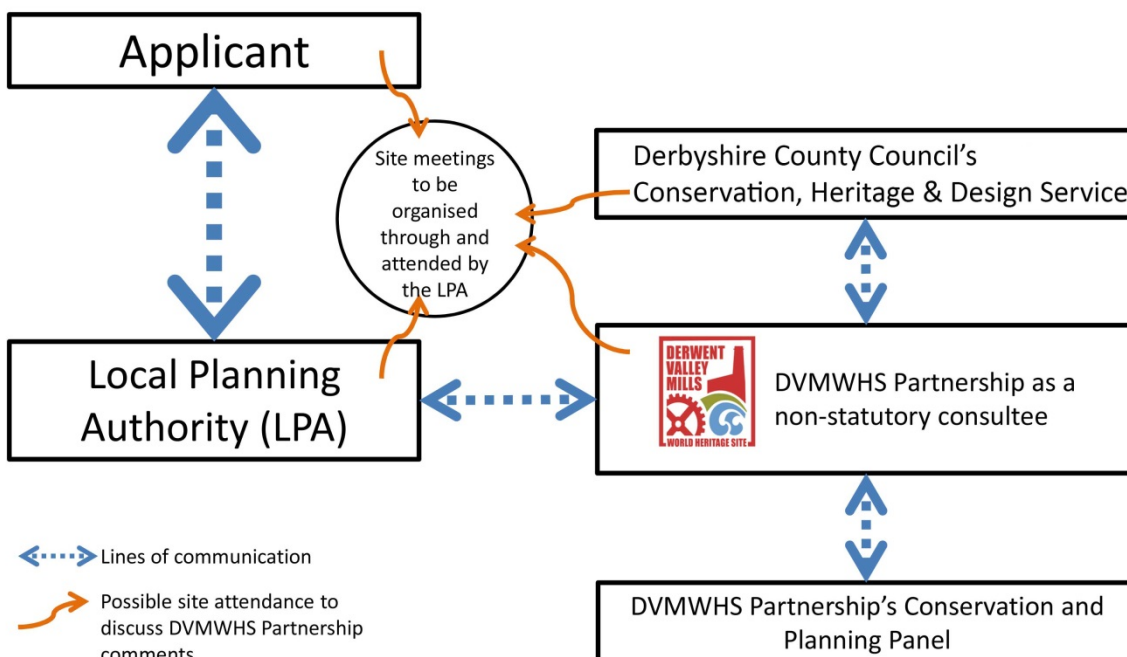 Applicant
Site meetings
to be
organised
through and
attended by
the LPA
Derbyshire County Council's
Conservation, Heritage & Design Service
Local Planning
Authority (LPA)
DERWENT
VALLEY
MILLS
WORLD HERITAGE SITE
DVMWHS Partnership as a
non-statutory consultee
Lines of communication
Possible site attendance to
discuss DVMWHS Partnership
comments
DVMWHS Partnership's Conservation and
Planning Panel